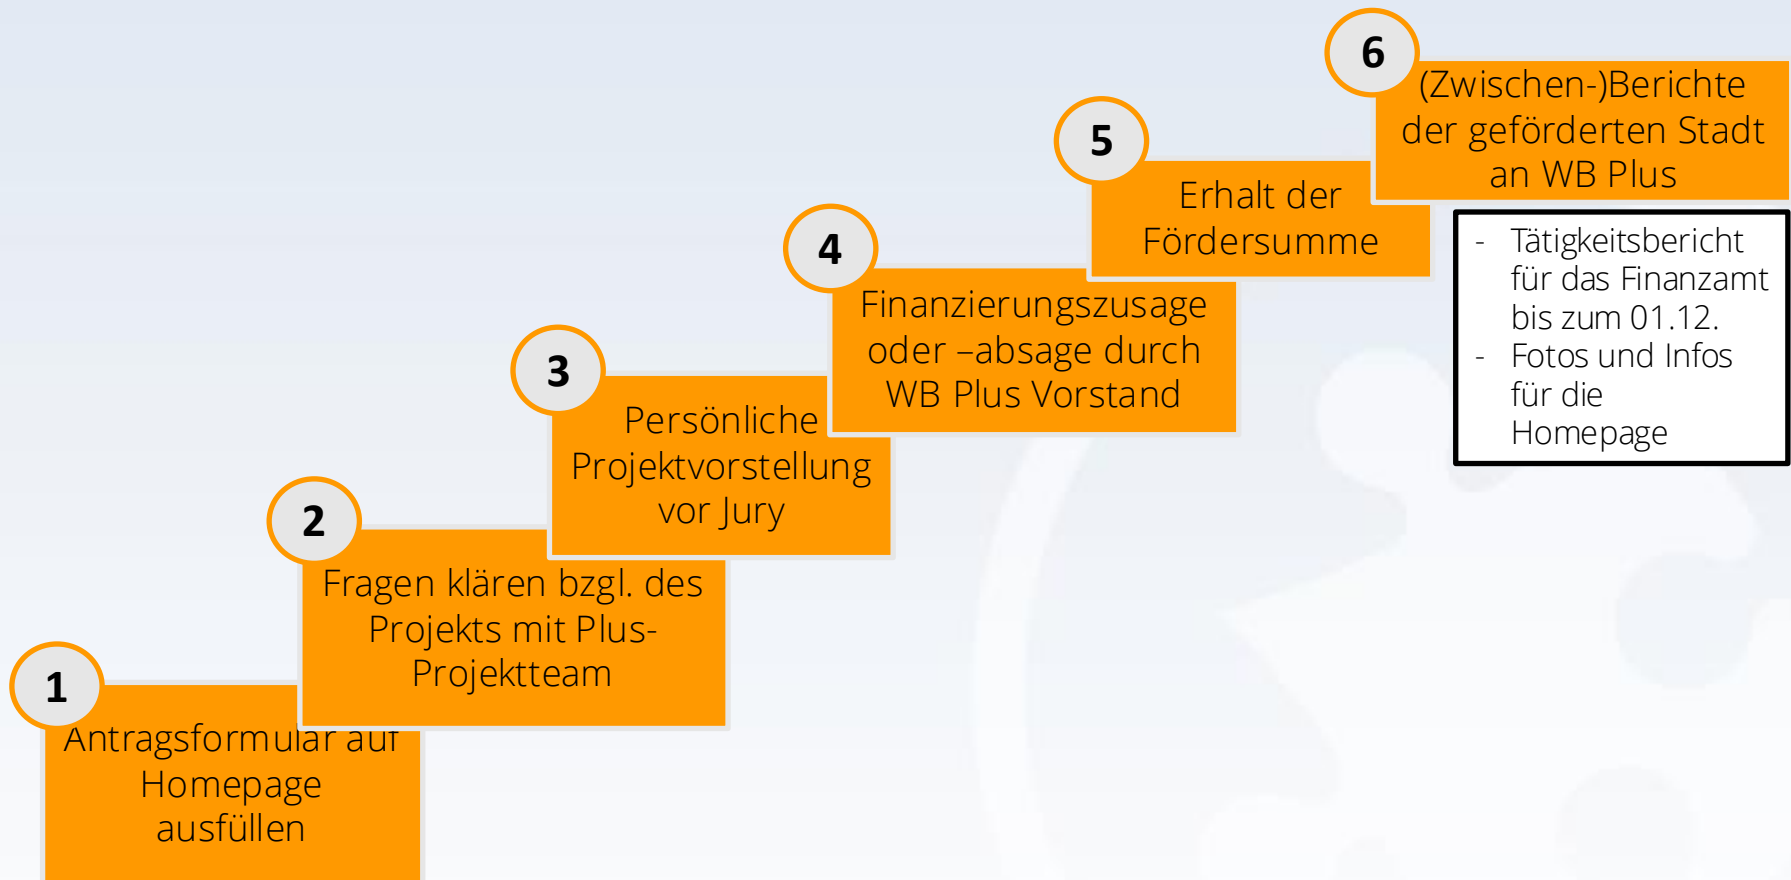 1
Antragsformular auf
Homepage
ausfüllen
2
Fragen klären bzgl. des
Projekts mit Plus-
Projektteam
3
Persönliche
Projektvorstellung
vor Jury
4
Finanzierungszusage
oder –absage durch
WB Plus Vorstand
5
Erhalt der
Fördersumme
6
(Zwischen-)Berichte
der geförderten Stadt
an WB Plus
- Tätigkeitsbericht
für das Finanzamt
bis zum 01.12.
- Fotos und Infos
für die
Homepage